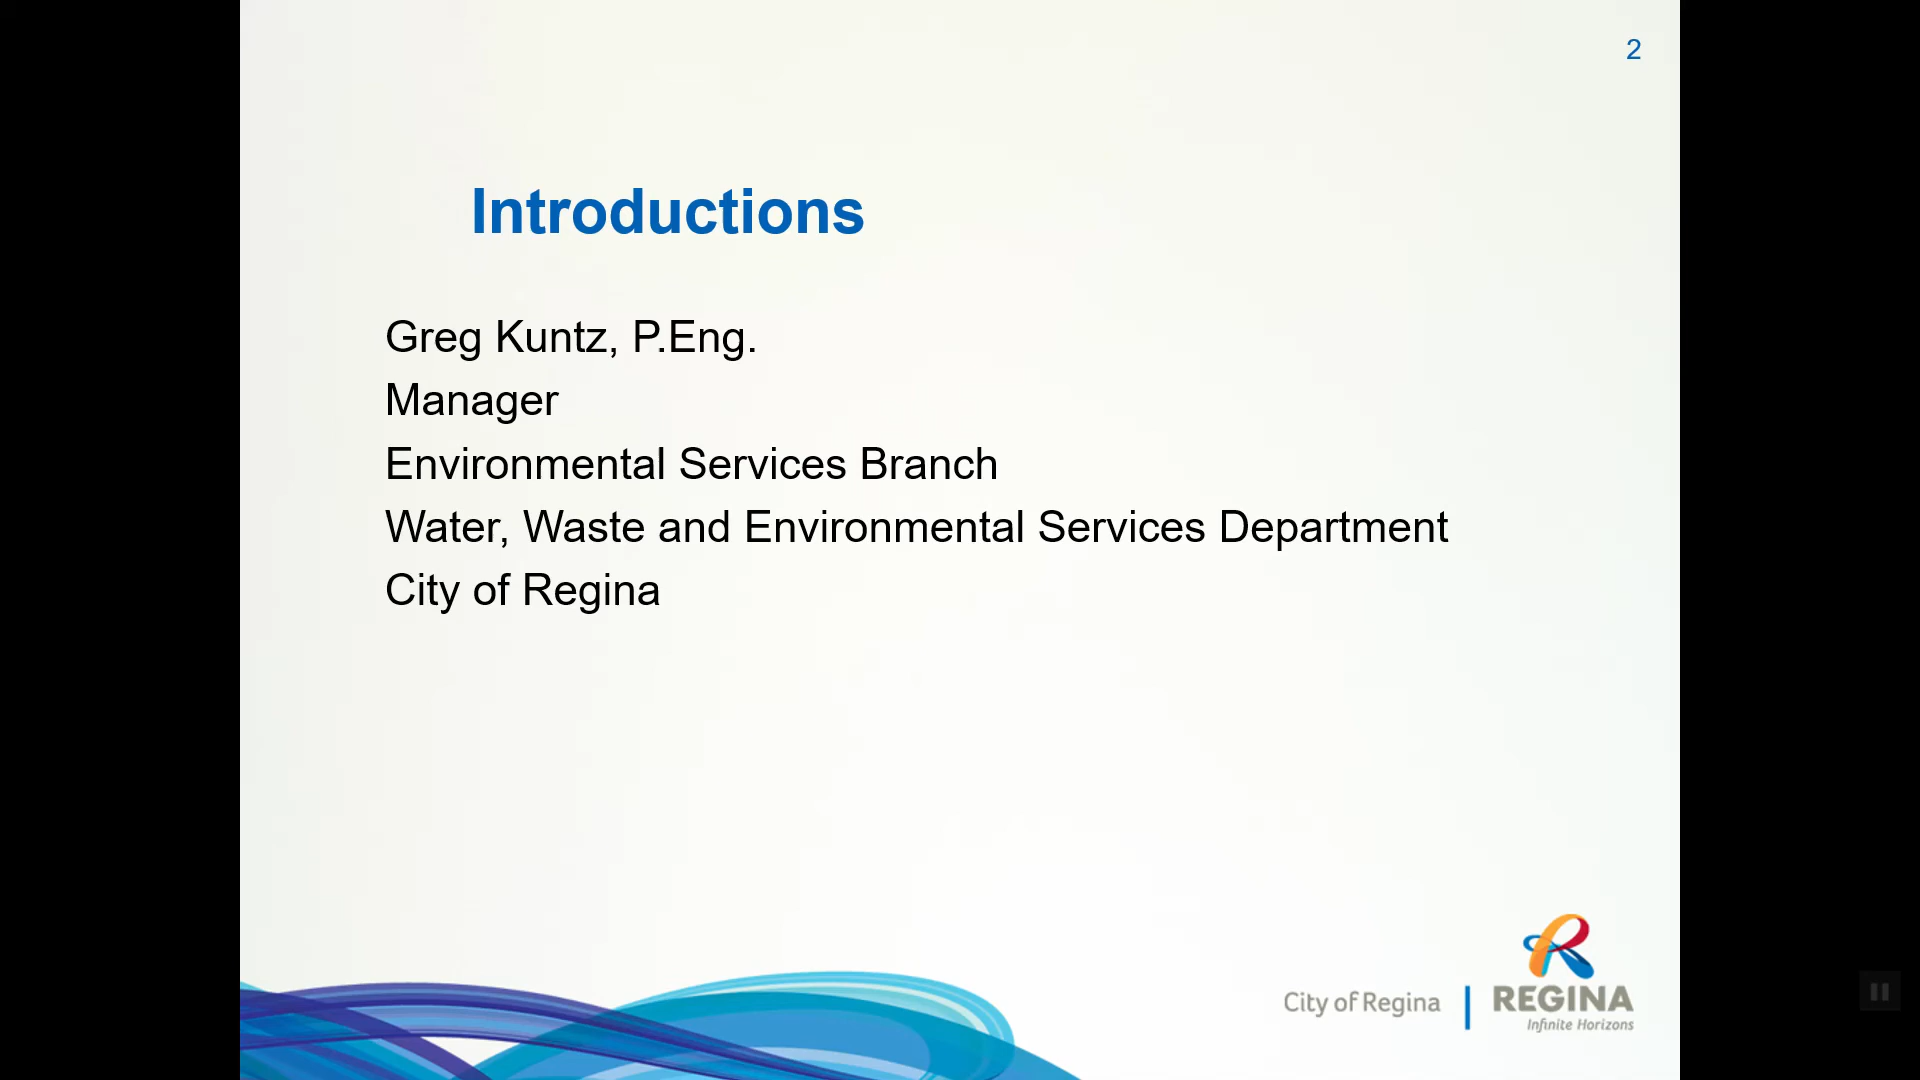 2
Introductions
Greg Kuntz, P.Eng.
Manager
Environmental Services Branch
Water, Waste and Environmental Services Department
City of Regina
City of Regina
REGINA
Infinite Horizons